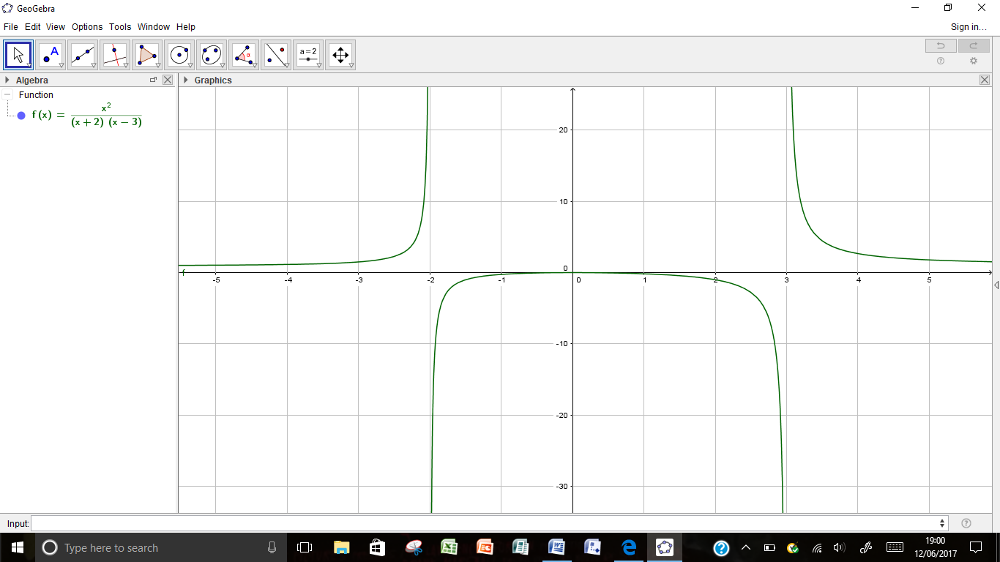 GeoGebra
File Edit View Options Tools Window Help
Sign in...
A
α
a = 2
Algebra
Graphics
Function
f(x) = x² / ((x + 2) (x − 3))
20
10
0
-5 -4 -3 -2 -1 0 1 2 3 4 5
f
-10
-20
-30
Input:
Type here to search
19:00
12/06/2017